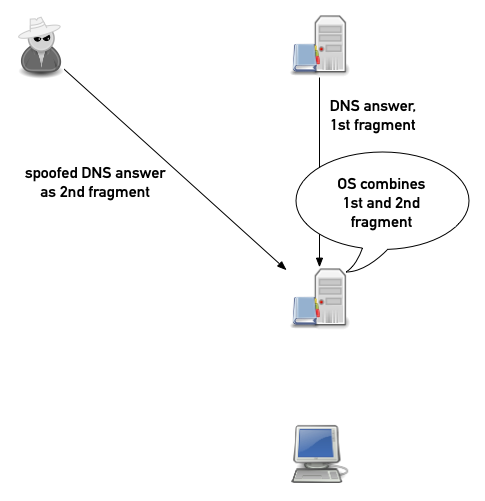 DNS answer,
1st fragment
spoofed DNS answer
as 2nd fragment
OS combines
1st and 2nd
fragment